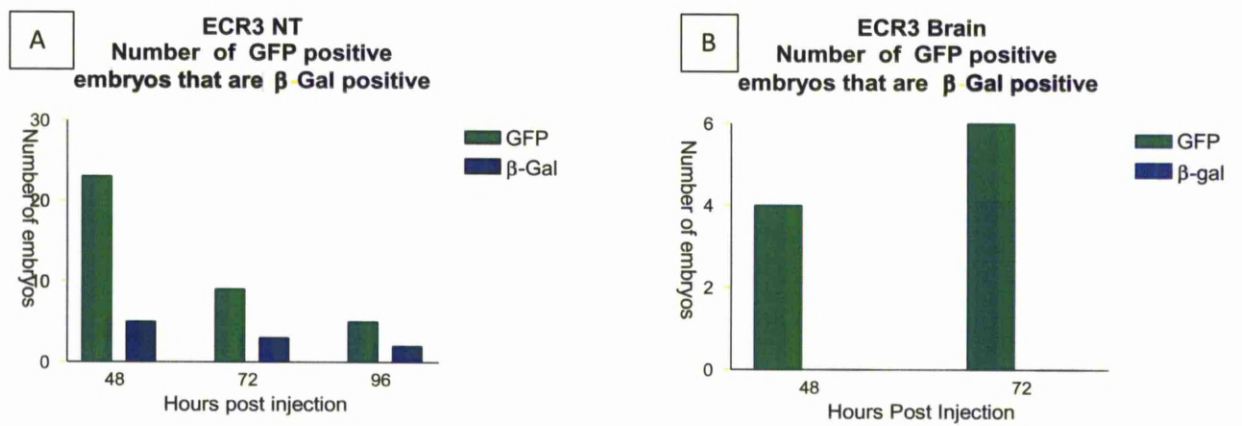 A
ECR3 NT
Number of GFP positive
embryos that are β Gal positive
30
20
10
0
Number of embryos
48
72
96
Hours post injection
GFP
β-Gal
B
ECR3 Brain
Number of GFP positive
embryos that are β Gal positive
6
4
2
0
Number of embryos
48
72
Hours Post Injection
GFP
β-gal